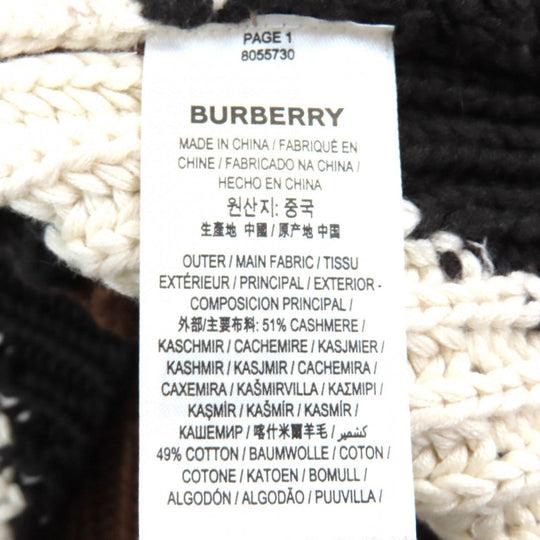 PAGE 1
8055730
BURBERRY
MADE IN CHINA / FABRIQUÉ EN
CHINE / FABRICADO NA CHINA /
HECHO EN CHINA
원산지: 중국
生產地 中國 / 原产地 中国
OUTER / MAIN FABRIC / TISSU
EXTÉRIEUR / PRINCIPAL / EXTERIOR -
COMPOSICION PRINCIPAL /
外部/主要布料: 51% CASHMERE /
KASCHMIR / CACHEMIRE / KASJMIER /
KASHMIR / KASJMIR / CACHEMIRA /
CAXEMIRA / KAŠMIRVILLA / ΚΑΣΜΙΡΙ /
KAŞMİR / KAŠMÍR / KASMÍR /
КАШЕМИР / 喀什米爾羊毛 / كشمير /
49% COTTON / BAUMWOLLE / COTON /
COTONE / KATOEN / BOMULL /
ALGODÓN / ALGODÃO / PUUVILLA /